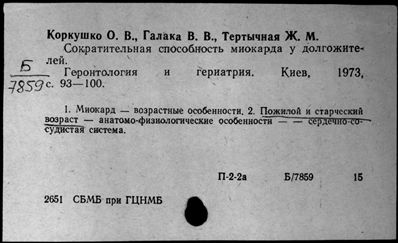 Коркушко О. В., Галака В. В., Тертычная Ж. М.
Сократительная способность миокарда у долгожите-
лей.
Б
7859
Геронтология и гериатрия. Киев, 1973,
с. 93—100.
1. Миокард — возрастные особенности. 2. Пожилой и старческий
возраст — анатомо-физиологические особенности — — сердечно-со-
судистая система.
П-2-2а Б/7859 15
2651 СБМБ при ГЦНМБ